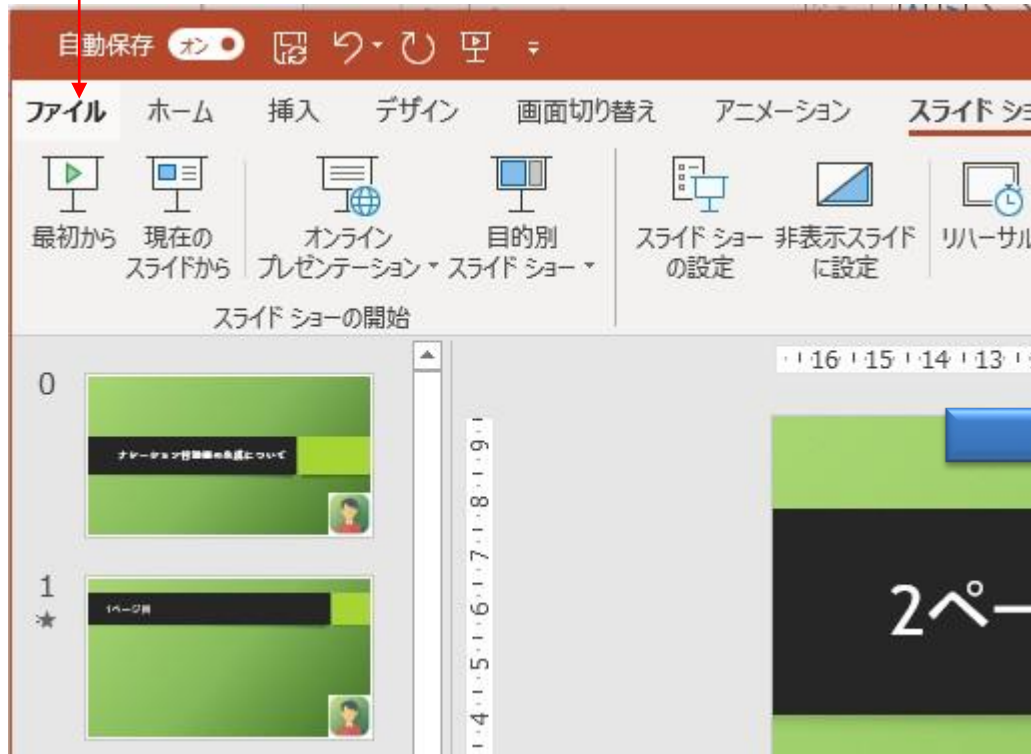 自動保存 オン
ファイル ホーム 挿入 デザイン 画面切り替え アニメーション スライド ショ
最初から 現在の オンライン 目的別 スライド ショー 非表示スライド リハーサル
スライドから プレゼンテーション スライド ショー の設定 に設定
スライド ショーの開始
16 15 14 13
0
1
1ページ目
9
8
7
6
5
4
2ペー